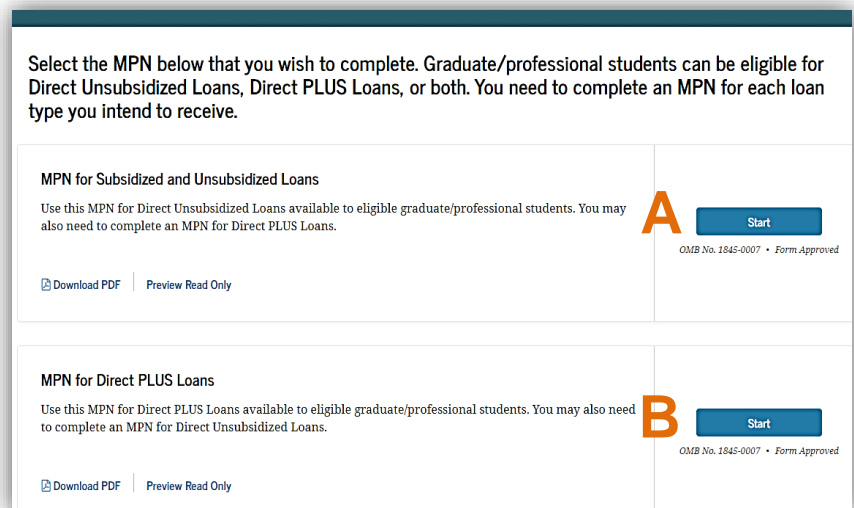 Select the MPN below that you wish to complete. Graduate/professional students can be eligible for
Direct Unsubsidized Loans, Direct PLUS Loans, or both. You need to complete an MPN for each loan
type you intend to receive.
MPN for Subsidized and Unsubsidized Loans
Use this MPN for Direct Unsubsidized Loans available to eligible graduate/professional students. You may
also need to complete an MPN for Direct PLUS Loans.
Download PDF Preview Read Only
A
Start
OMB No. 1845-0007 • Form Approved
MPN for Direct PLUS Loans
Use this MPN for Direct PLUS Loans available to eligible graduate/professional students. You may also need
to complete an MPN for Direct Unsubsidized Loans.
Download PDF Preview Read Only
B
Start
OMB No. 1845-0007 • Form Approved